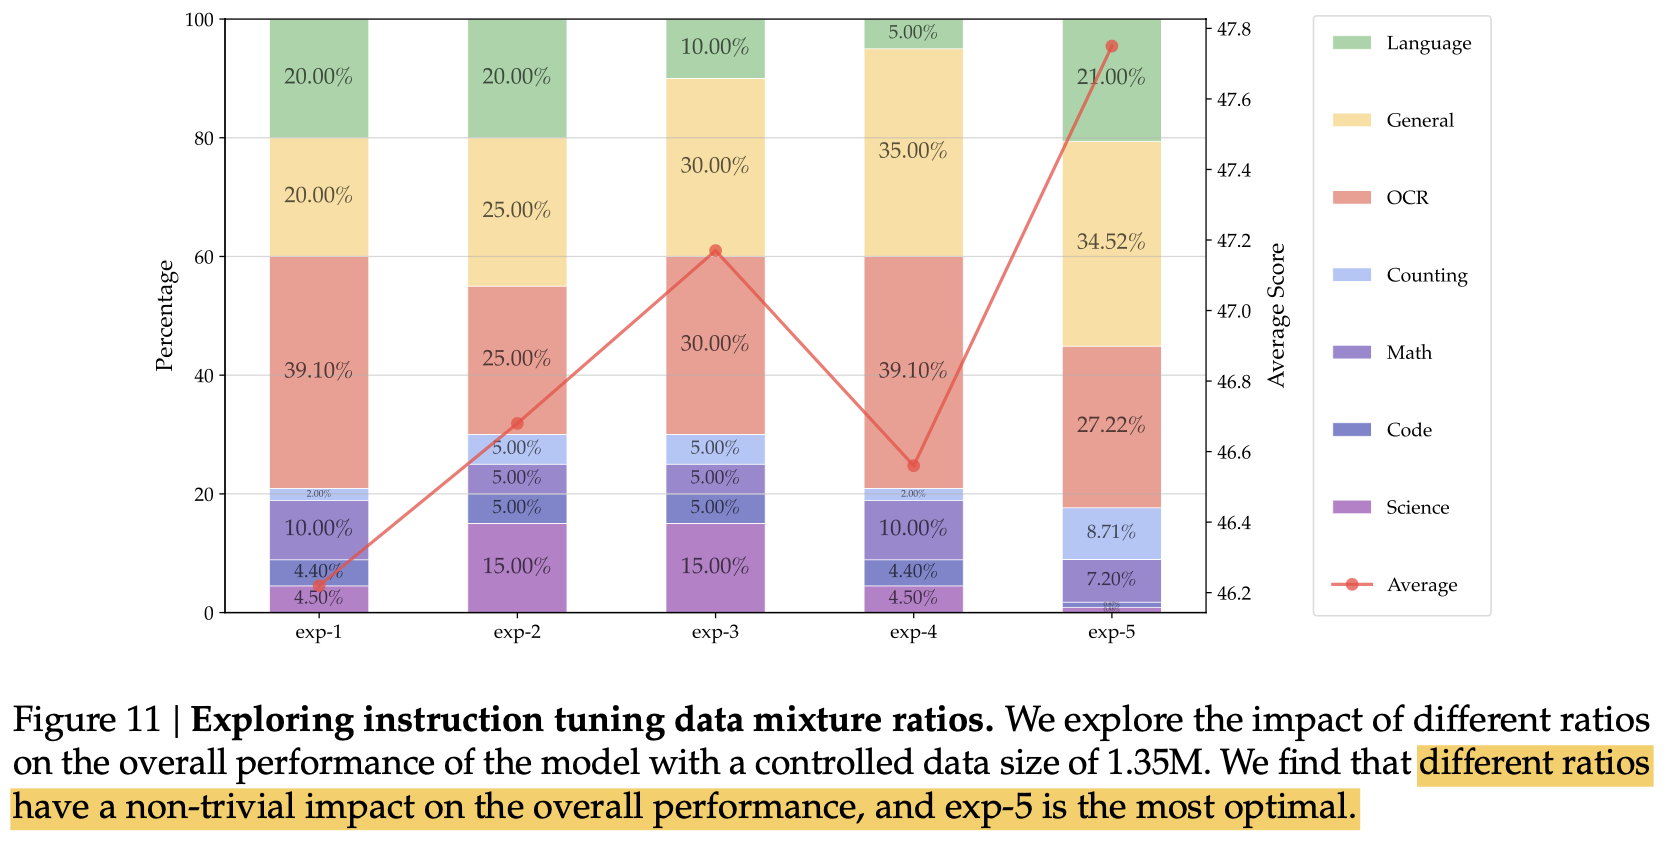 100
80
60
40
20
0
Percentage
20.00%
20.00%
39.10%
2.00%
10.00%
4.40%
4.50%
20.00%
25.00%
25.00%
5.00%
5.00%
5.00%
15.00%
10.00%
30.00%
30.00%
5.00%
5.00%
5.00%
15.00%
5.00%
35.00%
39.10%
2.00%
10.00%
4.40%
4.50%
21.00%
34.52%
27.22%
8.71%
7.20%
exp-1
exp-2
exp-3
exp-4
exp-5
47.8
47.6
47.4
47.2
47.0
46.8
46.6
46.4
46.2
Average Score
Language
General
OCR
Counting
Math
Code
Science
Average
Figure 11 | Exploring instruction tuning data mixture ratios. We explore the impact of different ratios
on the overall performance of the model with a controlled data size of 1.35M. We find that different ratios
have a non-trivial impact on the overall performance, and exp-5 is the most optimal.